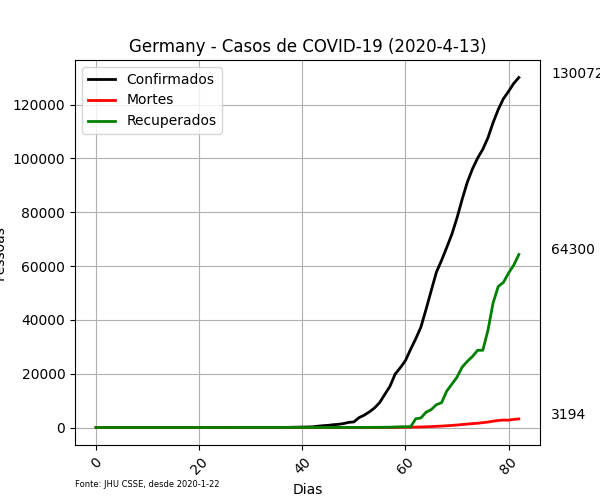 Germany - Casos de COVID-19 (2020-4-13)
Confirmados
Mortes
Recuperados
130072
64300
3194
120000
100000
80000
60000
40000
20000
0
0 20 40 60 80
Dias
Fonte: JHU CSSE, desde 2020-1-22